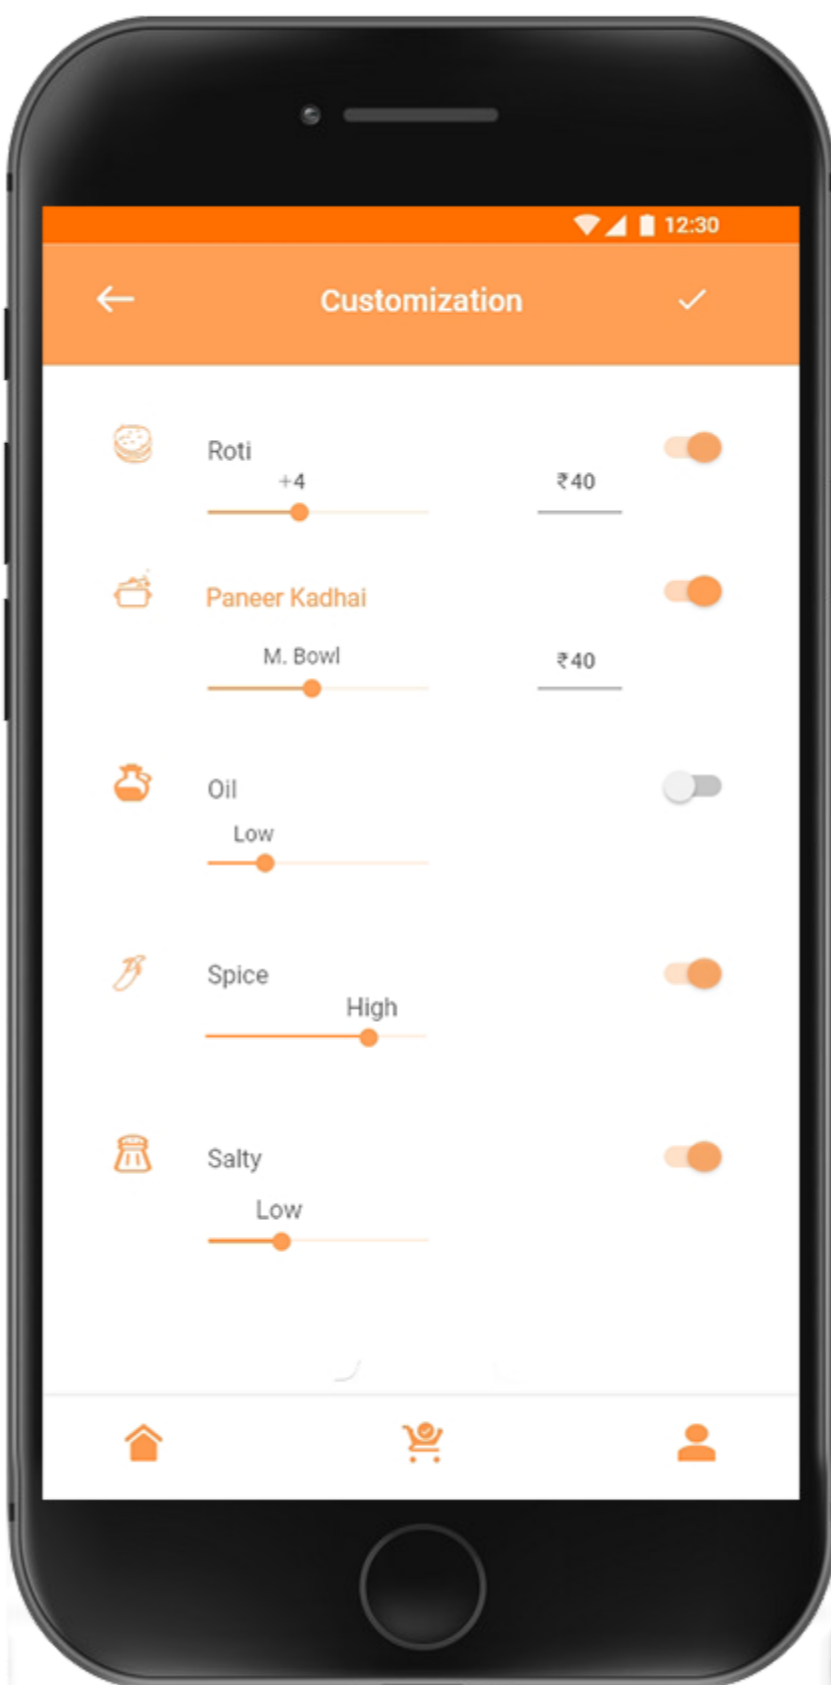 12:30
Customization
Roti
+4
₹40
Paneer Kadhai
M. Bowl
₹40
Oil
Low
Spice
High
Salty
Low